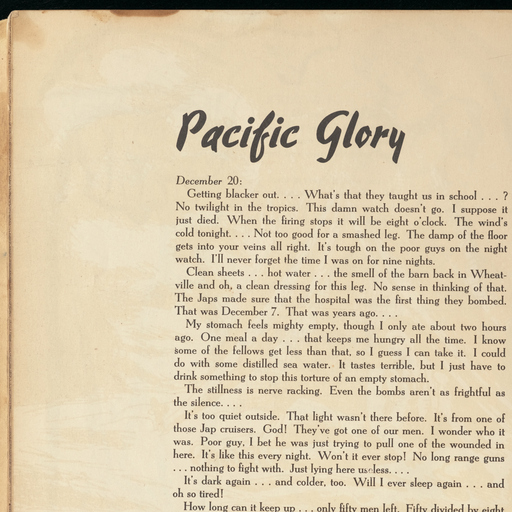 Pacific Glory
December 20:
Getting blacker out. . . . What's that they taught us in school . . . ?
No twilight in the tropics. This damn watch doesn't go. I suppose it
just died. When the firing stops it will be eight o'clock. The wind's
cold tonight. . . . Not too good for a smashed leg. The damp of the floor
gets into your veins all right. It's tough on the poor guys on the night
watch. I'll never forget the time I was on for nine nights.
Clean sheets . . . hot water . . . the smell of the barn back in Wheat-
ville and oh, a clean dressing for this leg. No sense in thinking of that.
The Japs made sure that the hospital was the first thing they bombed.
That was December 7. That was years ago. . . .
My stomach feels mighty empty, though I only ate about two hours
ago. One meal a day . . . that keeps me hungry all the time. I know
some of the fellows get less than that, so I guess I can take it. I could
do with some distilled sea water. It tastes terrible, but I just have to
drink something to stop this torture of an empty stomach.
The stillness is nerve racking. Even the bombs aren't as frightful as
the silence. . . .
It's too quiet outside. That light wasn't there before. It's from one of
those Jap cruisers. God! They've got one of our men. I wonder who it
was. Poor guy, I bet he was just trying to pull one of the wounded in
here. It's like this every night. Won't it ever stop! No long range guns
. . . nothing to fight with. Just lying here useless. . . .
It's dark again . . . and colder, too. Will I ever sleep again . . . and
oh so tired!
How long can it keep up . . . only fifty men left. Fifty divided by eight